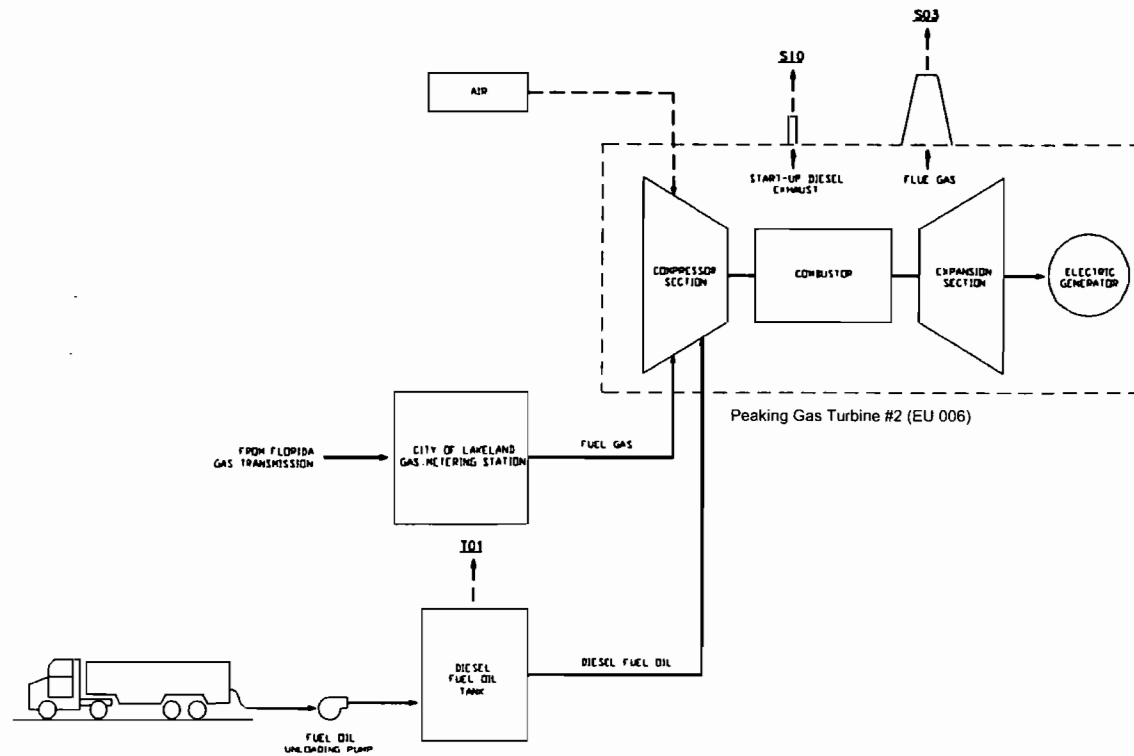 S03
S10
AIR
START-UP DIESEL
EXHAUST
FLUE GAS
COMPRESSOR
SECTION
COMBUSTOR
EXPANSION
SECTION
ELECTRIC
GENERATOR
Peaking Gas Turbine #2 (EU 006)
FROM FLORIDA
GAS TRANSMISSION
CITY OF LAKELAND
GAS-METERING STATION
FUEL GAS
T01
DIESEL
FUEL OIL
TANK
DIESEL FUEL OIL
FUEL OIL
UNLOADING PUMP